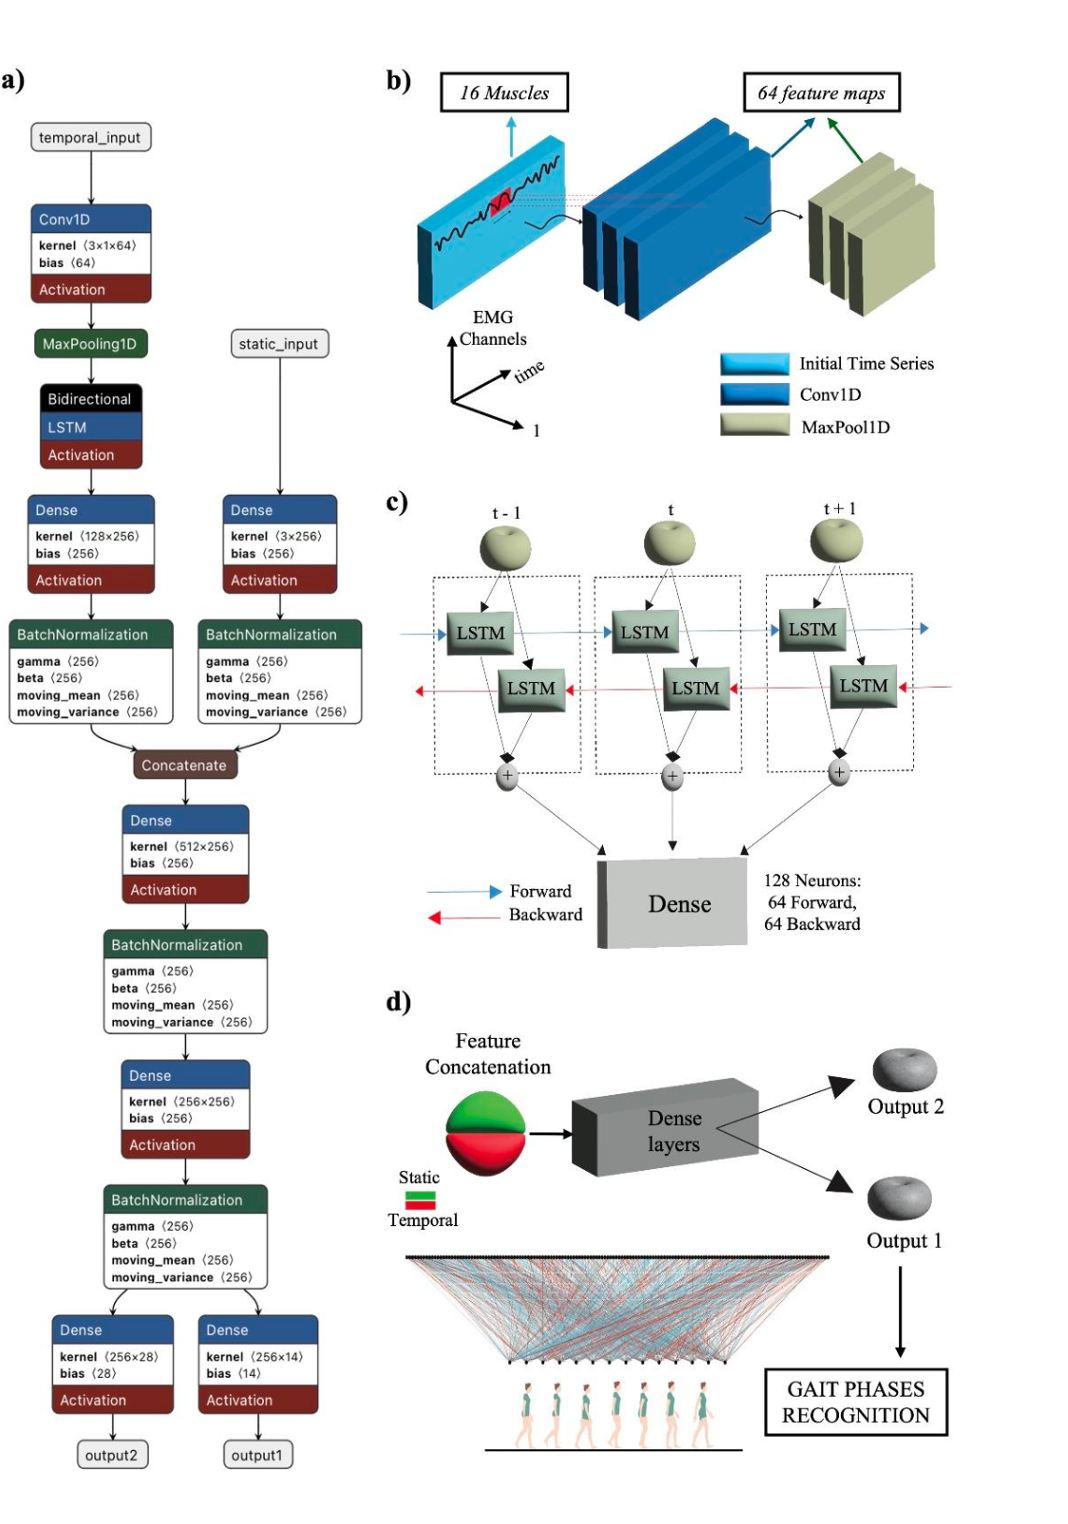 a)
temporal_input
Conv1D
kernel ⟨3×1×64⟩
bias ⟨64⟩
Activation
MaxPooling1D
static_input
Bidirectional
LSTM
Activation
Dense
kernel ⟨128×256⟩
bias ⟨256⟩
Activation
Dense
kernel ⟨3×256⟩
bias ⟨256⟩
Activation
BatchNormalization
gamma ⟨256⟩
beta ⟨256⟩
moving_mean ⟨256⟩
moving_variance ⟨256⟩
BatchNormalization
gamma ⟨256⟩
beta ⟨256⟩
moving_mean ⟨256⟩
moving_variance ⟨256⟩
Concatenate
Dense
kernel ⟨512×256⟩
bias ⟨256⟩
Activation
BatchNormalization
gamma ⟨256⟩
beta ⟨256⟩
moving_mean ⟨256⟩
moving_variance ⟨256⟩
Dense
kernel ⟨256×256⟩
bias ⟨256⟩
Activation
BatchNormalization
gamma ⟨256⟩
beta ⟨256⟩
moving_mean ⟨256⟩
moving_variance ⟨256⟩
Dense
kernel ⟨256×28⟩
bias ⟨28⟩
Activation
Dense
kernel ⟨256×14⟩
bias ⟨14⟩
Activation
output2
output1
b)
16 Muscles
64 feature maps
EMG
Channels
time
1
Initial Time Series
Conv1D
MaxPool1D
c)
t - 1
t
t + 1
LSTM
LSTM
LSTM
LSTM
LSTM
LSTM
+
+
+
Forward
Backward
Dense
128 Neurons:
64 Forward,
64 Backward
d)
Feature
Concatenation
Static
Temporal
Dense
layers
Output 2
Output 1
GAIT PHASES
RECOGNITION